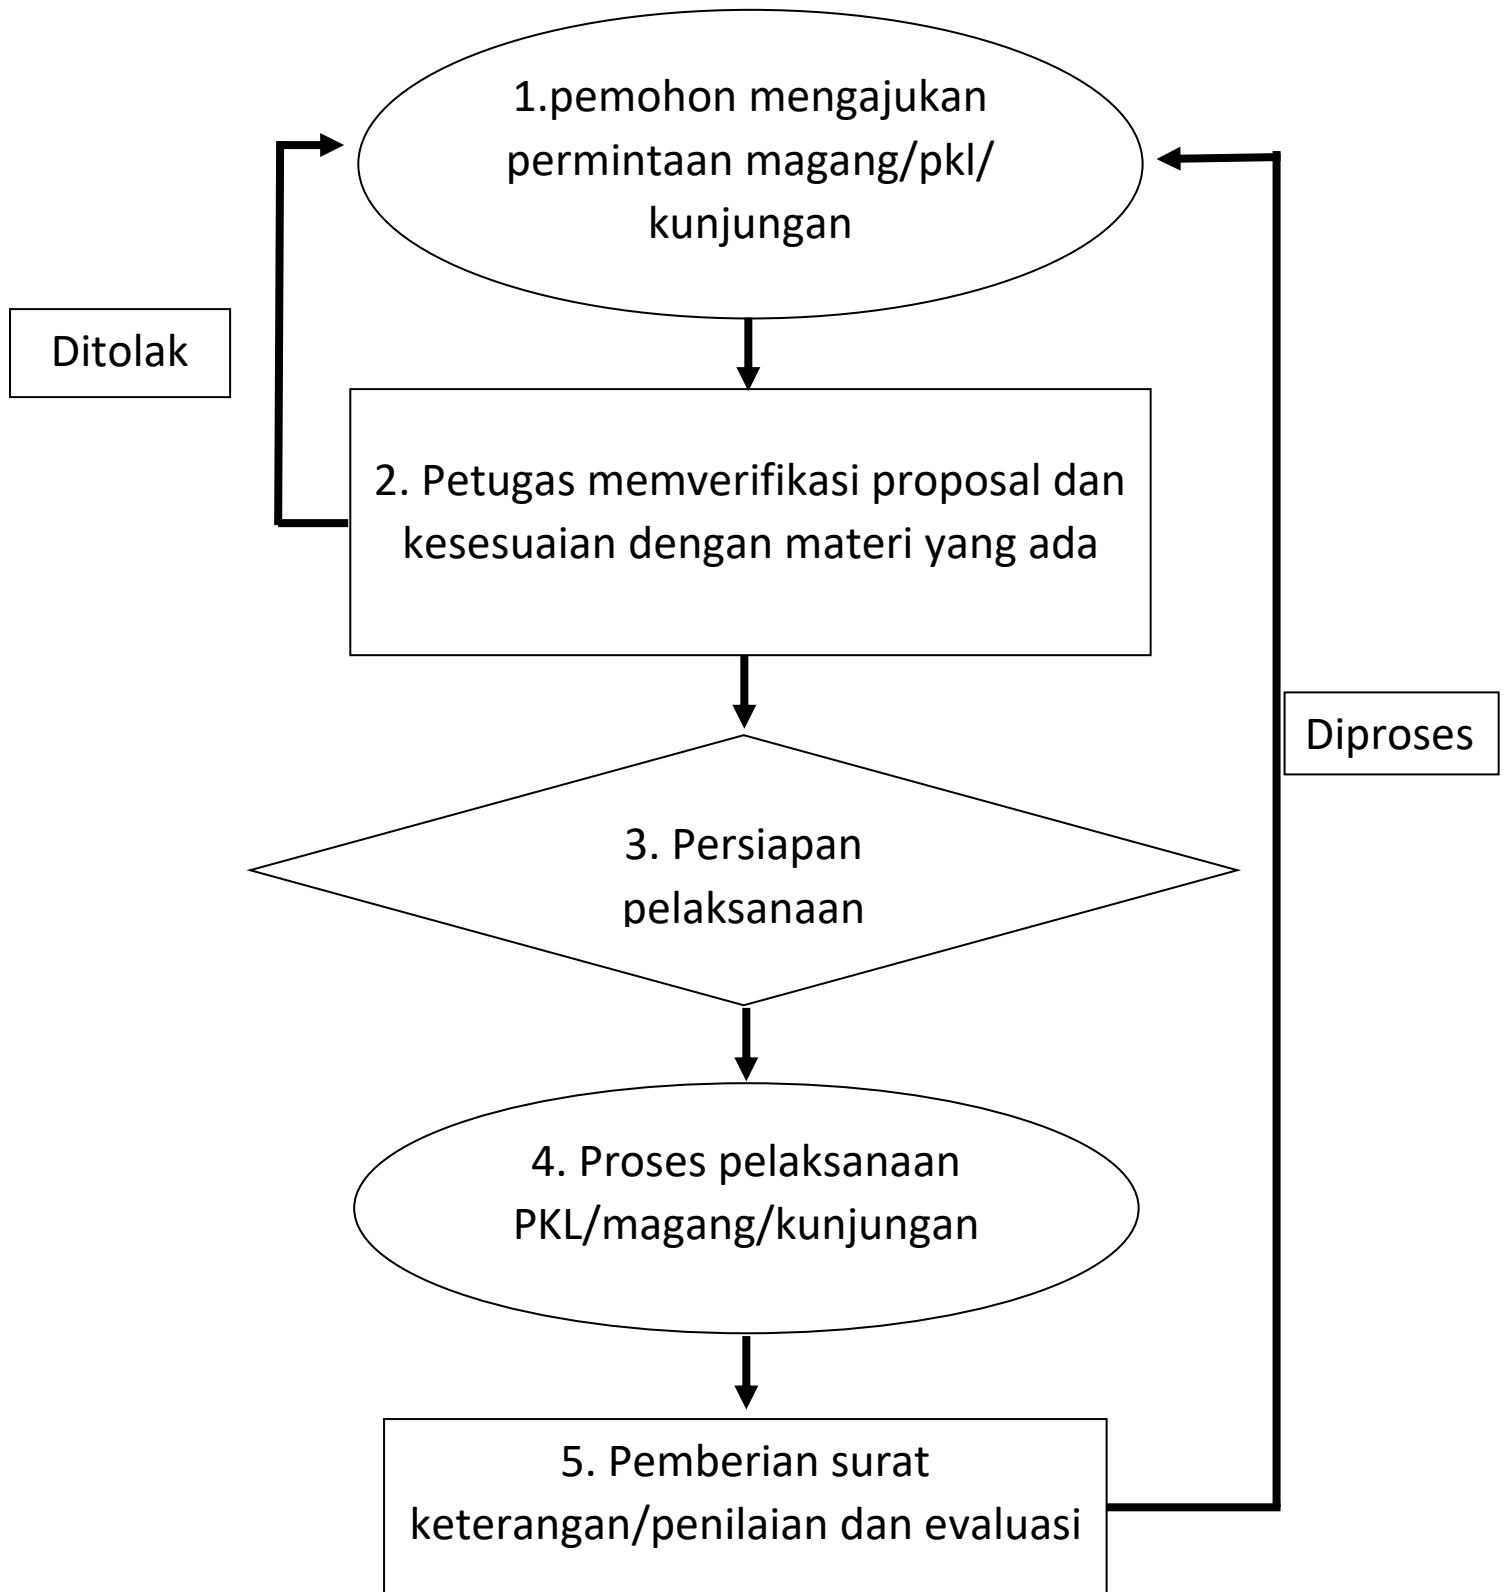 1.pemohon mengajukan
permintaan magang/pkl/
kunjungan
Ditolak
2. Petugas memverifikasi proposal dan
kesesuaian dengan materi yang ada
Diproses
3. Persiapan
pelaksanaan
4. Proses pelaksanaan
PKL/magang/kunjungan
5. Pemberian surat
keterangan/penilaian dan evaluasi